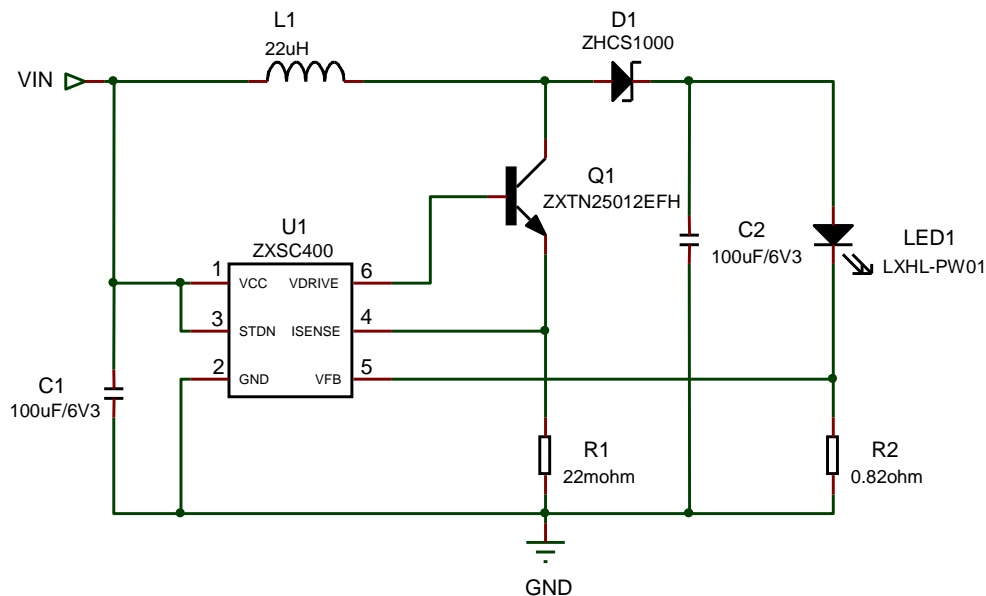 L1
22uH
D1
ZHCS1000
VIN
Q1
ZXTN25012EFH
U1
ZXSC400
1
VCC
VDRIVE
6
3
STDN
ISENSE
4
2
GND
VFB
5
C2
100uF/6V3
LED1
LXHL-PW01
C1
100uF/6V3
R1
22mohm
R2
0.82ohm
GND